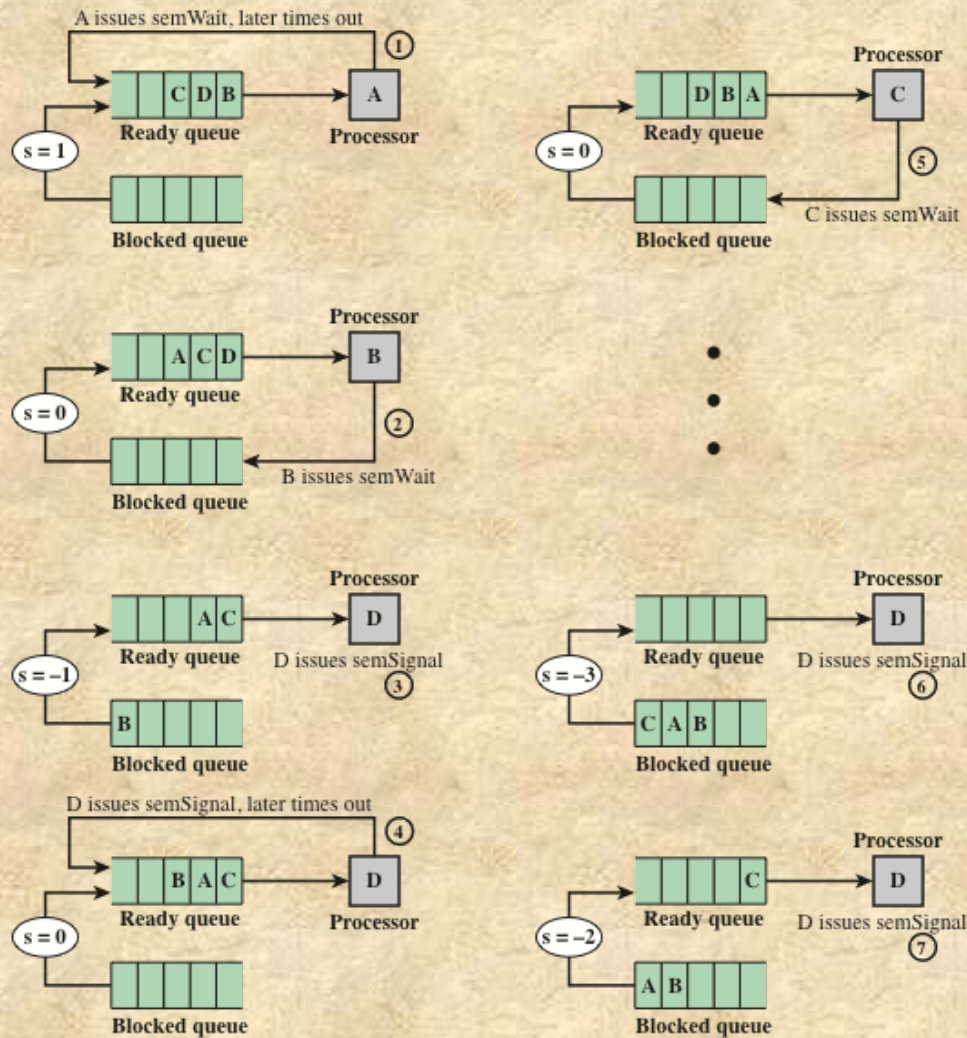 A issues semWait, later times out
1
C D B
A
Ready queue
Processor
s = 1
Blocked queue
Processor
B
A C D
Ready queue
s = 0
2
B issues semWait
Blocked queue
Processor
A C
D
Ready queue
D issues semSignal
s = –1
3
B
Blocked queue
D issues semSignal, later times out
4
B A C
D
Ready queue
Processor
s = 0
Blocked queue
Processor
D B A
C
Ready queue
s = 0
5
C issues semWait
Blocked queue
Processor
D
Ready queue
D issues semSignal
s = –3
6
C A B
Blocked queue
Processor
C
D
Ready queue
D issues semSignal
s = –2
7
A B
Blocked queue